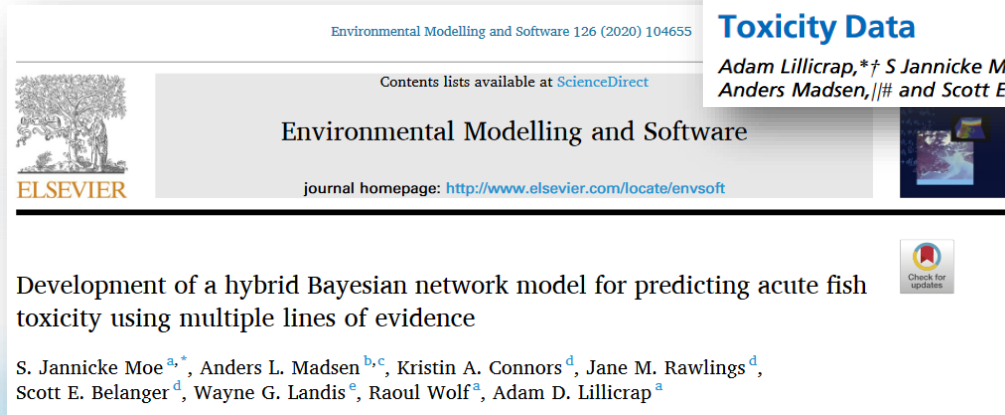 Environmental Modelling and Software 126 (2020) 104655
Toxicity Data
Adam Lillicrap,*† S Jannicke M
Anders Madsen,||# and Scott E
Contents lists available at ScienceDirect
Environmental Modelling and Software
journal homepage: http://www.elsevier.com/locate/envsoft
ELSEVIER
Check for
updates
Development of a hybrid Bayesian network model for predicting acute fish
toxicity using multiple lines of evidence
S. Jannicke Moe a,*, Anders L. Madsen b,c, Kristin A. Connors d, Jane M. Rawlings d,
Scott E. Belanger d, Wayne G. Landis e, Raoul Wolf a, Adam D. Lillicrap a